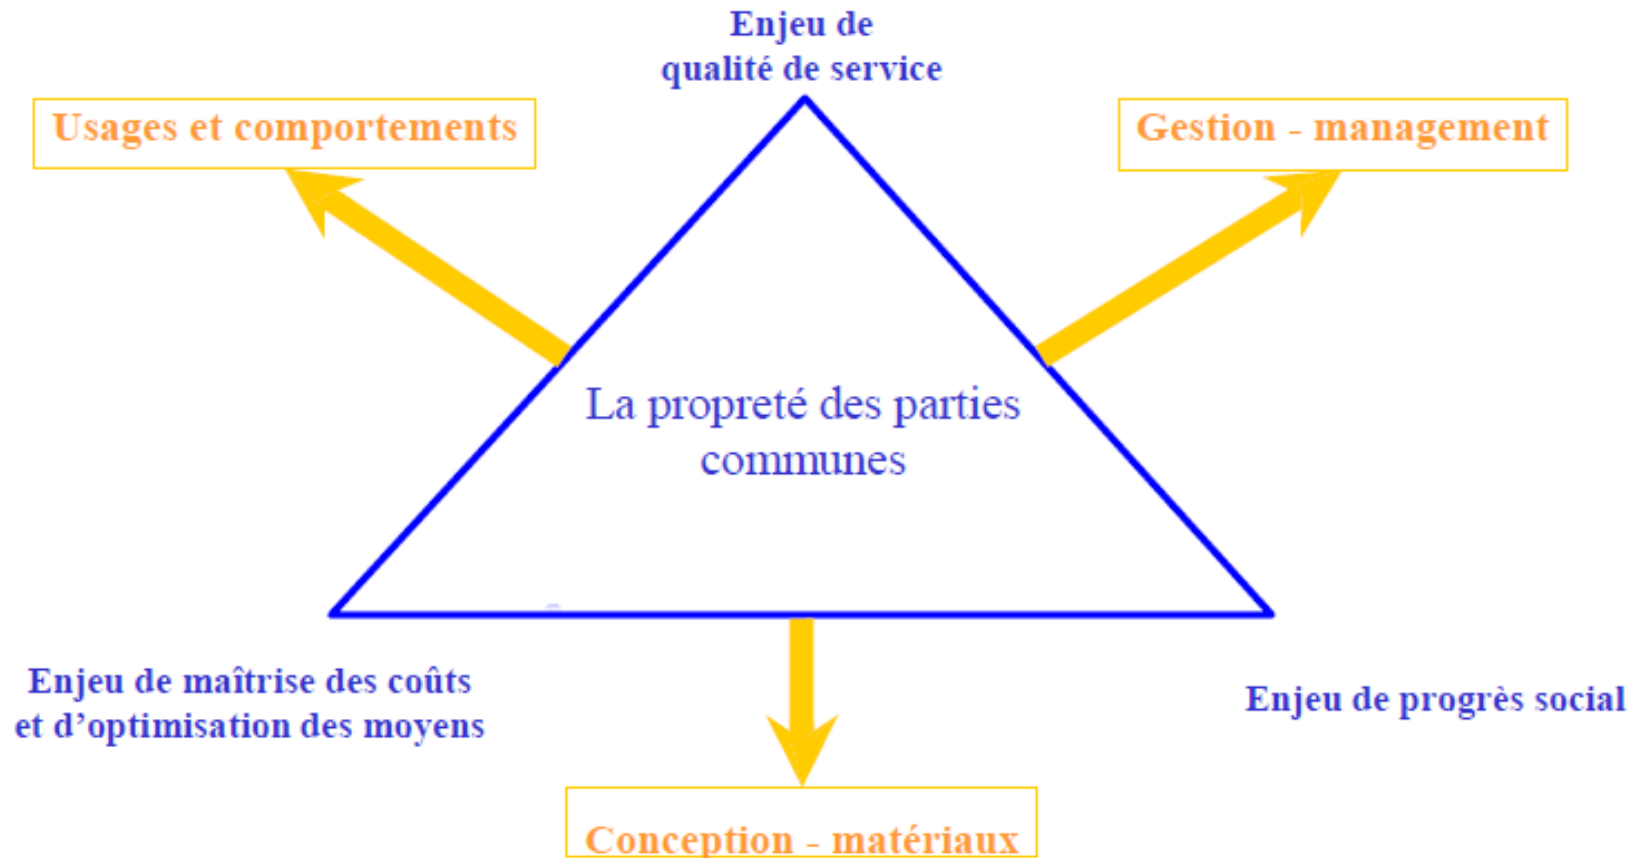 Enjeu de
qualité de service
Usages et comportements
Gestion - management
La propreté des parties
communes
Enjeu de maîtrise des coûts
et d’optimisation des moyens
Enjeu de progrès social
Conception - matériaux